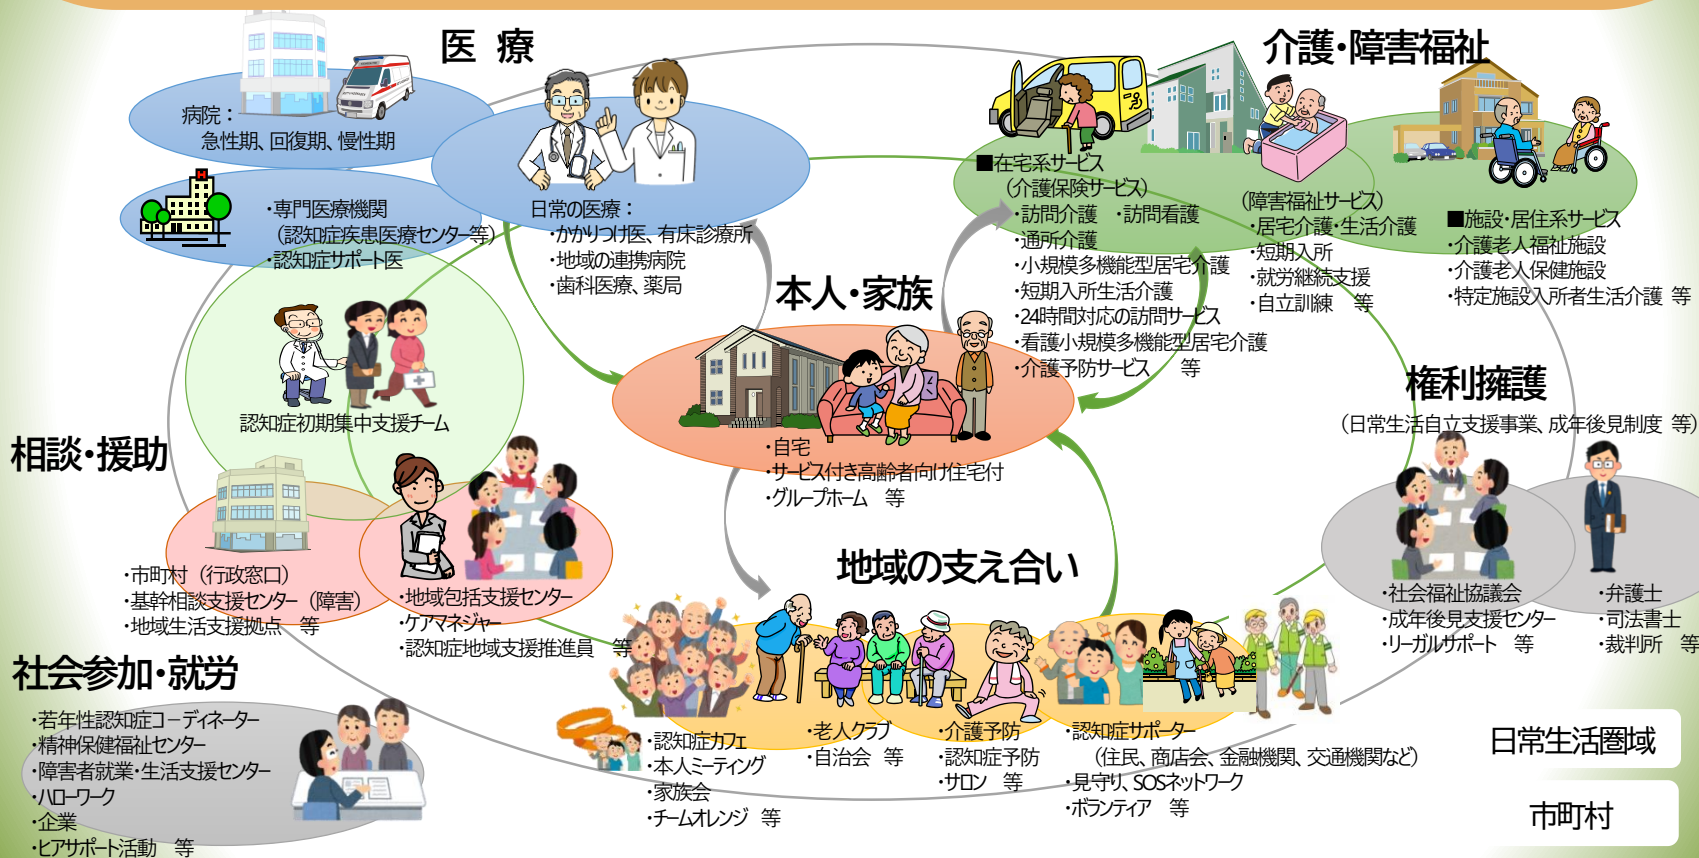 医 療
病院：
急性期、回復期、慢性期
・専門医療機関
（認知症疾患医療センター等）
・認知症サポート医
日常の医療：
・かかりつけ医、有床診療所
・地域の連携病院
・歯科医療、薬局
介護・障害福祉
■在宅系サービス
（介護保険サービス）
・訪問介護　・訪問看護
・通所介護
・小規模多機能型居宅介護
・短期入所生活介護
・24時間対応の訪問サービス
・看護小規模多機能型居宅介護
・介護予防サービス　等
（障害福祉サービス）
・居宅介護・生活介護
・短期入所
・就労継続支援
・自立訓練　等
■施設・居住系サービス
・介護老人福祉施設
・介護老人保健施設
・特定施設入所者生活介護 等
本人・家族
・自宅
・サービス付き高齢者向け住宅付
・グループホーム　等
認知症初期集中支援チーム
相談・援助
・市町村（行政窓口）
・基幹相談支援センター（障害）
・地域生活支援拠点　等
・地域包括支援センター
・ケアマネジャー
・認知症地域支援推進員　等
権利擁護
（日常生活自立支援事業、成年後見制度 等）
・社会福祉協議会
・成年後見支援センター
・リーガルサポート　等
・弁護士
・司法書士
・裁判所　等
地域の支え合い
・認知症カフェ
・本人ミーティング
・家族会
・チームオレンジ　等
・老人クラブ
・自治会　等
・介護予防
・認知症予防
・サロン　等
・認知症サポーター
（住民、商店会、金融機関、交通機関など）
・見守り、SOSネットワーク
・ボランティア　等
社会参加・就労
・若年性認知症コーディネーター
・精神保健福祉センター
・障害者就業・生活支援センター
・ハローワーク
・企業
・ピアサポート活動　等
日常生活圏域
市町村